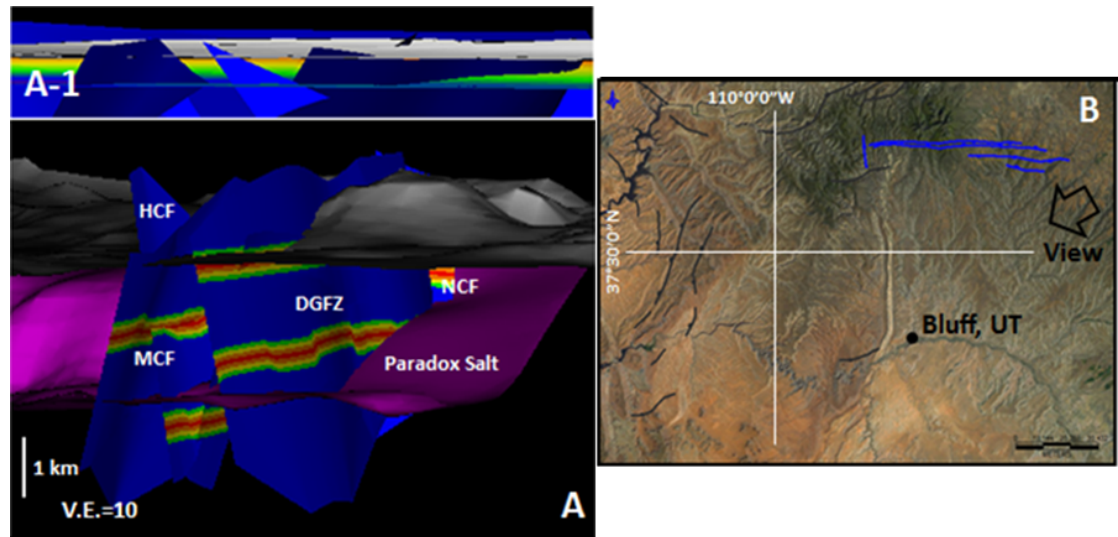 A-1
HCF
NCF
DGFZ
MCF
Paradox Salt
1 km
V.E.=10
A
110°0'0"W
B
37°30'0"N
View
Bluff, UT